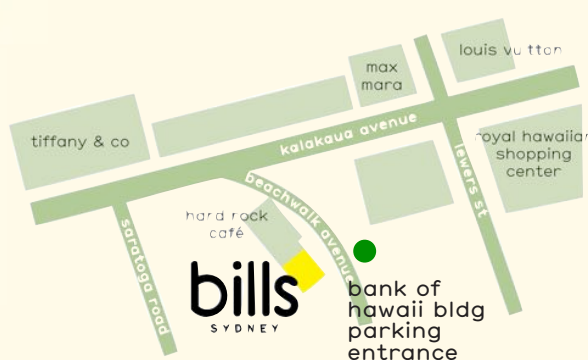 louis vuitton
max
mara
tiffany & co
kalakaua avenue
royal hawaiian
shopping
center
lewers st
beachwalk avenue
saratoga road
hard rock
café
bills
SYDNEY
bank of
hawaii bldg
parking
entrance